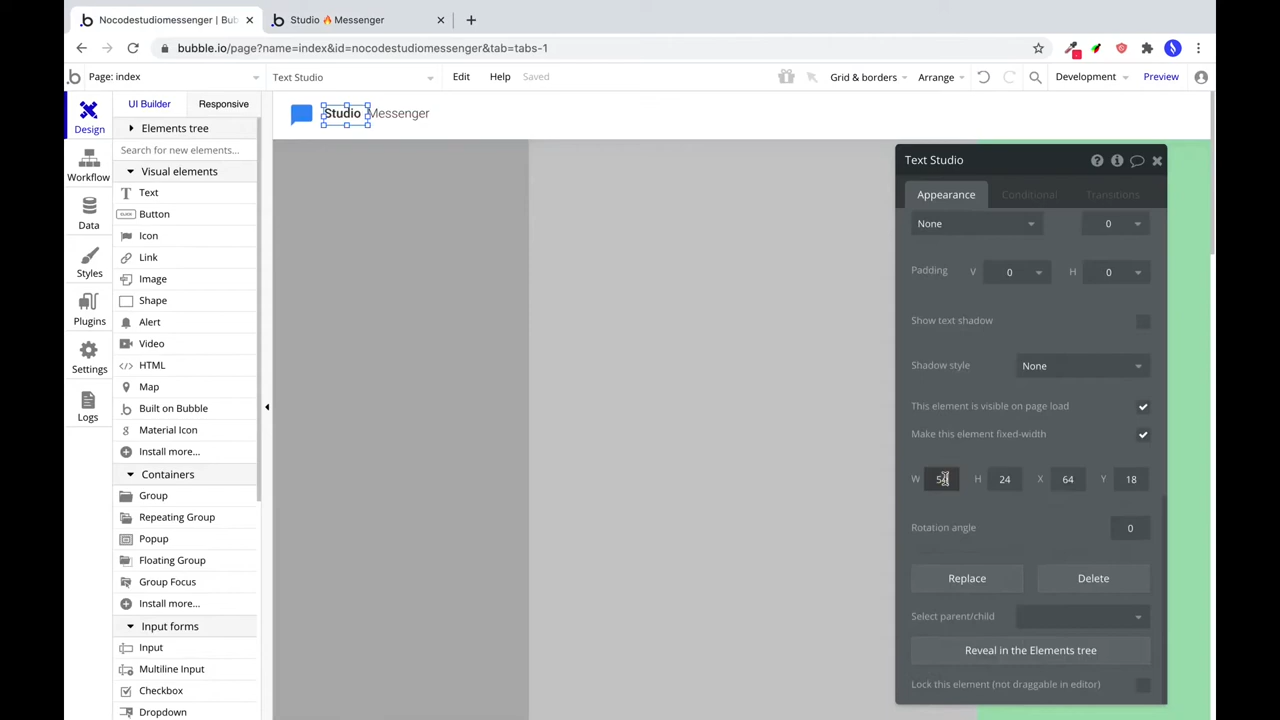 Nocodestudiomessenger | Bub
Studio 🔥 Messenger
bubble.io/page?name=index&id=nocodestudiomessenger&tab=tabs-1
Page: index
Text Studio
Edit
Help
Saved
Grid & borders
Arrange
Development
Preview
Design
Workflow
Data
Styles
Plugins
Settings
Logs
UI Builder
Responsive
Elements tree
Search for new elements...
Visual elements
Text
CLICK Button
Icon
Link
Image
Shape
Alert
Video
</> HTML
Map
Built on Bubble
Material Icon
Install more...
Containers
Group
Repeating Group
Popup
Floating Group
Group Focus
Install more...
Input forms
Input
Multiline Input
Checkbox
Dropdown
Studio Messenger
Text Studio
Appearance
Conditional
Transitions
None
0
Padding V 0 H 0
Show text shadow
Shadow style None
This element is visible on page load
Make this element fixed-width
W H 24 X 64 Y 18
Rotation angle 0
Replace
Delete
Select parent/child
Reveal in the Elements tree
Lock this element (not draggable in editor)